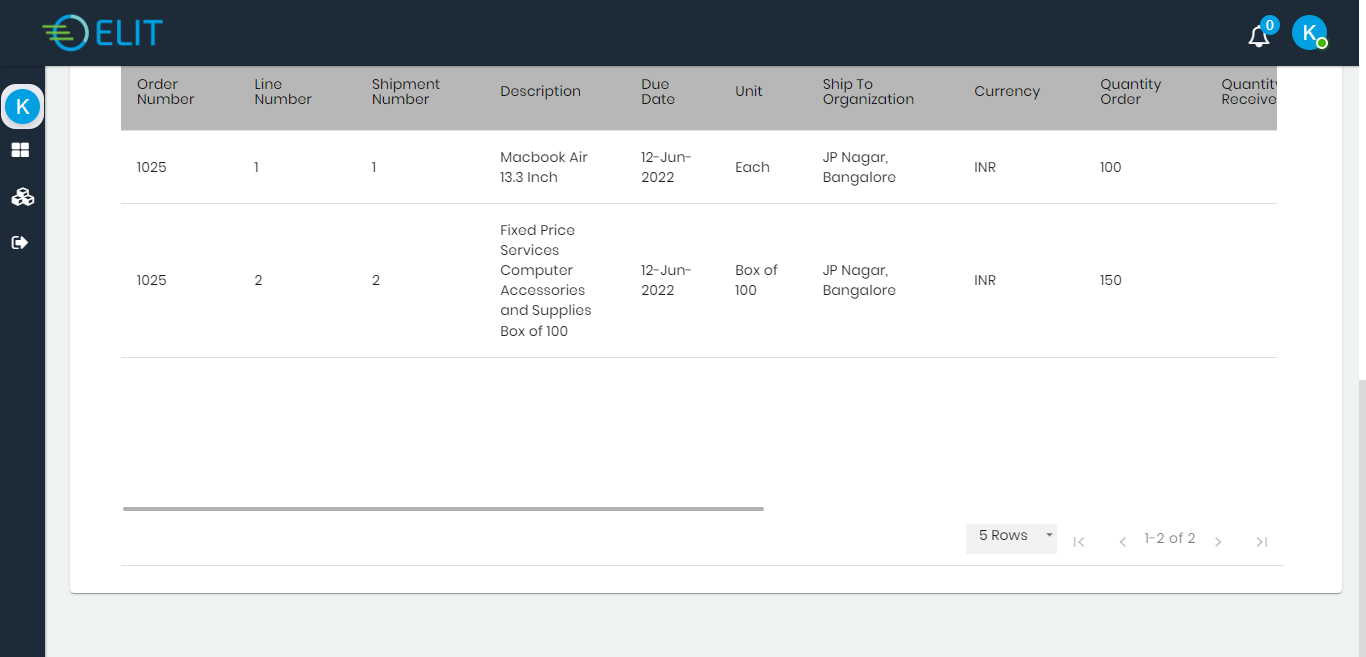 ELIT
0
K
K
Order Number
Line Number
Shipment Number
Description
Due Date
Unit
Ship To Organization
Currency
Quantity Order
Quantity Receive
1025
1
1
Macbook Air
13.3 Inch
12-Jun-
2022
Each
JP Nagar,
Bangalore
INR
100
1025
2
2
Fixed Price
Services
Computer
Accessories
and Supplies
Box of 100
12-Jun-
2022
Box of
100
JP Nagar,
Bangalore
INR
150
5 Rows
1-2 of 2